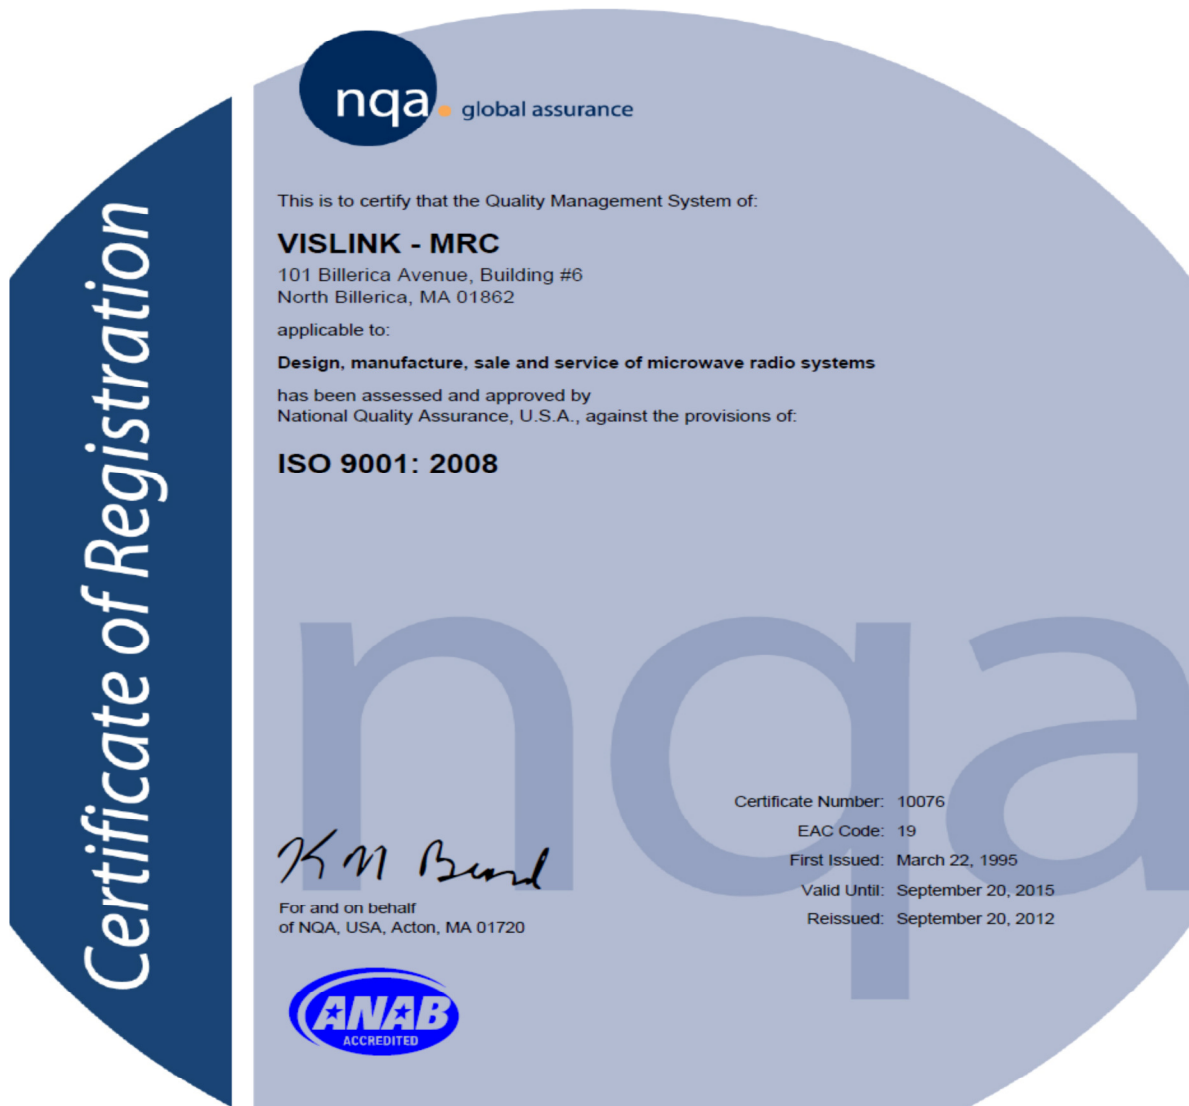 Certificate of Registration
nqa. global assurance
This is to certify that the Quality Management System of:
VISLINK - MRC
101 Billerica Avenue, Building #6
North Billerica, MA 01862
applicable to:
Design, manufacture, sale and service of microwave radio systems
has been assessed and approved by
National Quality Assurance, U.S.A., against the provisions of:
ISO 9001: 2008
nqa
Certificate Number: 10076
EAC Code: 19
First Issued: March 22, 1995
Valid Until: September 20, 2015
Reissued: September 20, 2012
K M Beard
For and on behalf
of NQA, USA, Acton, MA 01720
ANAB
ACCREDITED